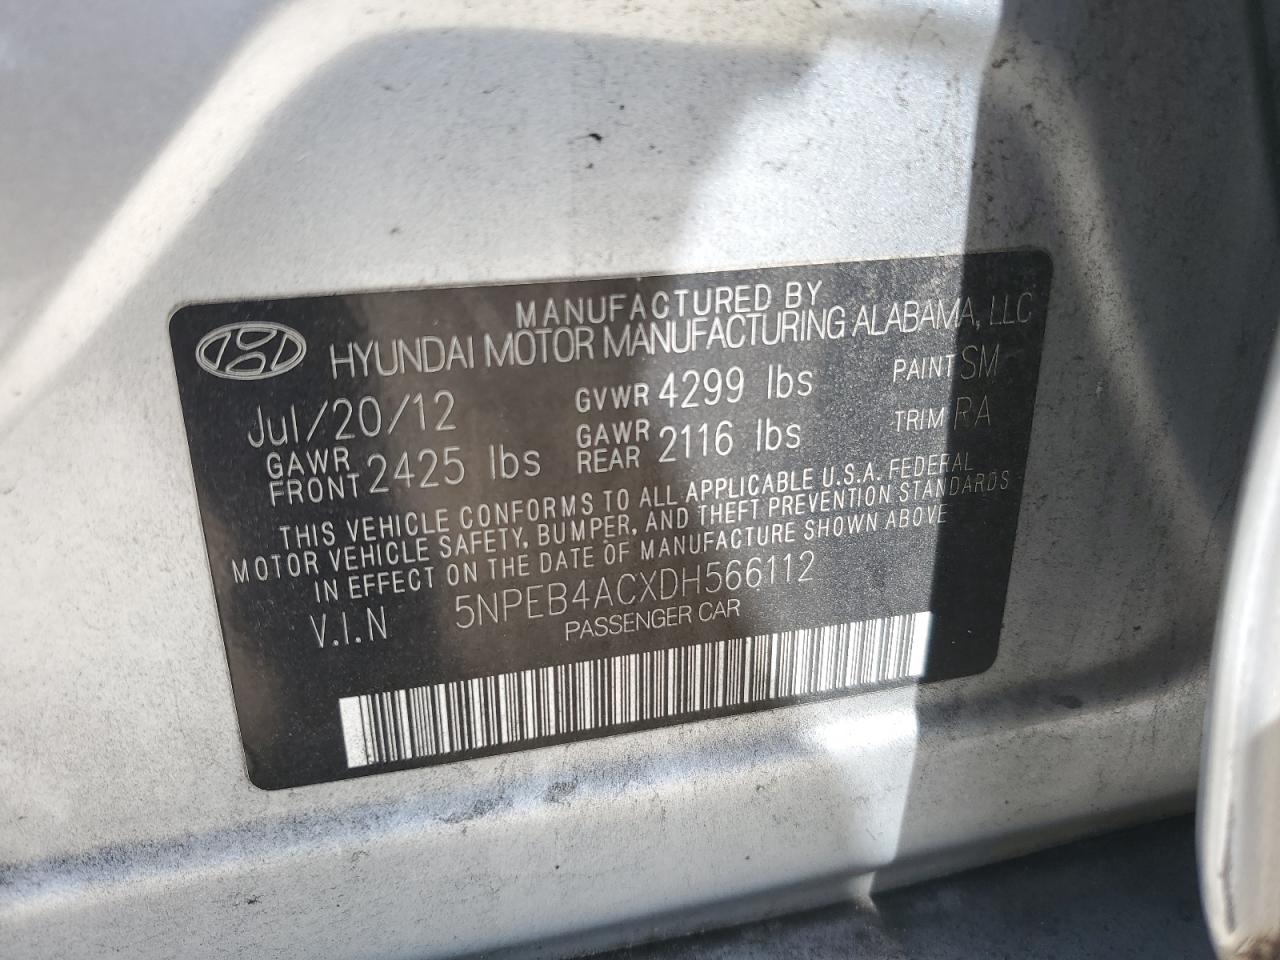 MANUFACTURED BY
HYUNDAI MOTOR MANUFACTURING ALABAMA, LLC
Jul/20/12 GVWR 4299 lbs PAINT SM
GAWR FRONT 2425 lbs GAWR REAR 2116 lbs TRIM RA
THIS VEHICLE CONFORMS TO ALL APPLICABLE U.S.A. FEDERAL
MOTOR VEHICLE SAFETY, BUMPER, AND THEFT PREVENTION STANDARDS
IN EFFECT ON THE DATE OF MANUFACTURE SHOWN ABOVE
V.I.N 5NPEB4ACXDH566112
PASSENGER CAR